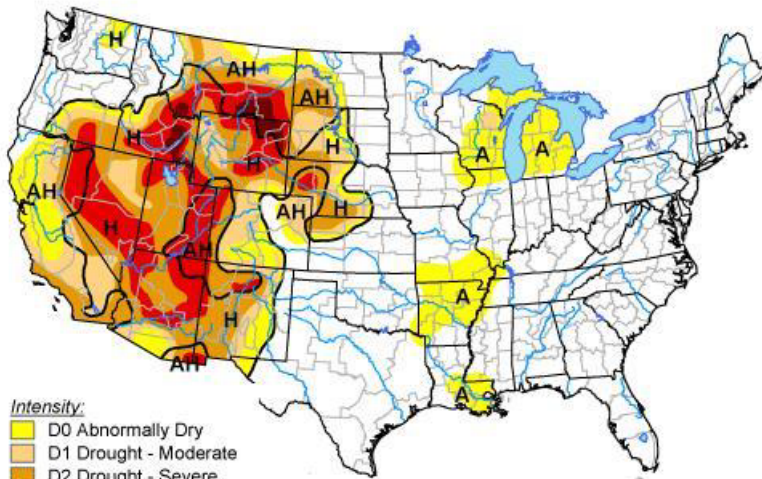 H
AH
AH
H
H
H
AH
H
AH
H
AH
H
AH
A
A
A
A
Intensity:
D0 Abnormally Dry
D1 Drought - Moderate
D2 Drought - Severe